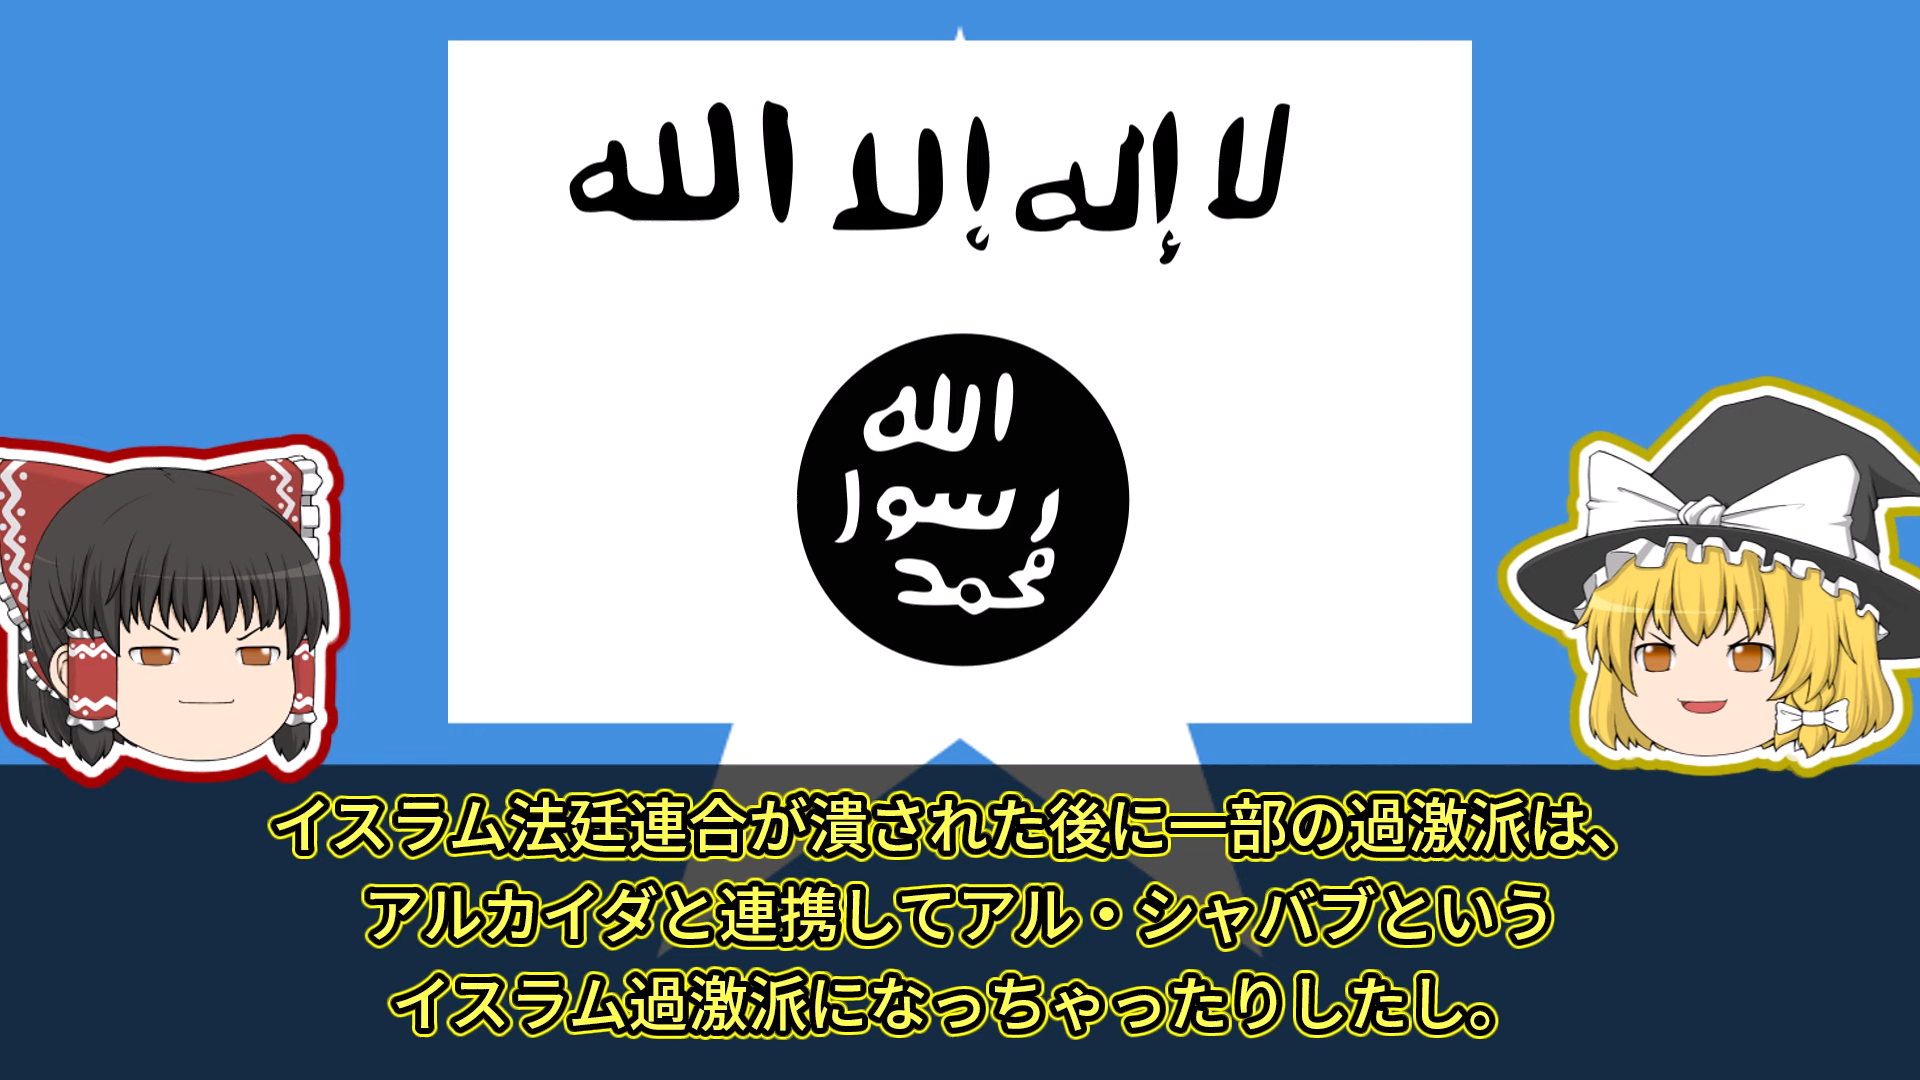 لا إله إلا الله
الله
رسول
محمد
イスラム法廷連合が潰された後に一部の過激派は、
アルカイダと連携してアル・シャバブという
イスラム過激派になっちゃったりしたし。